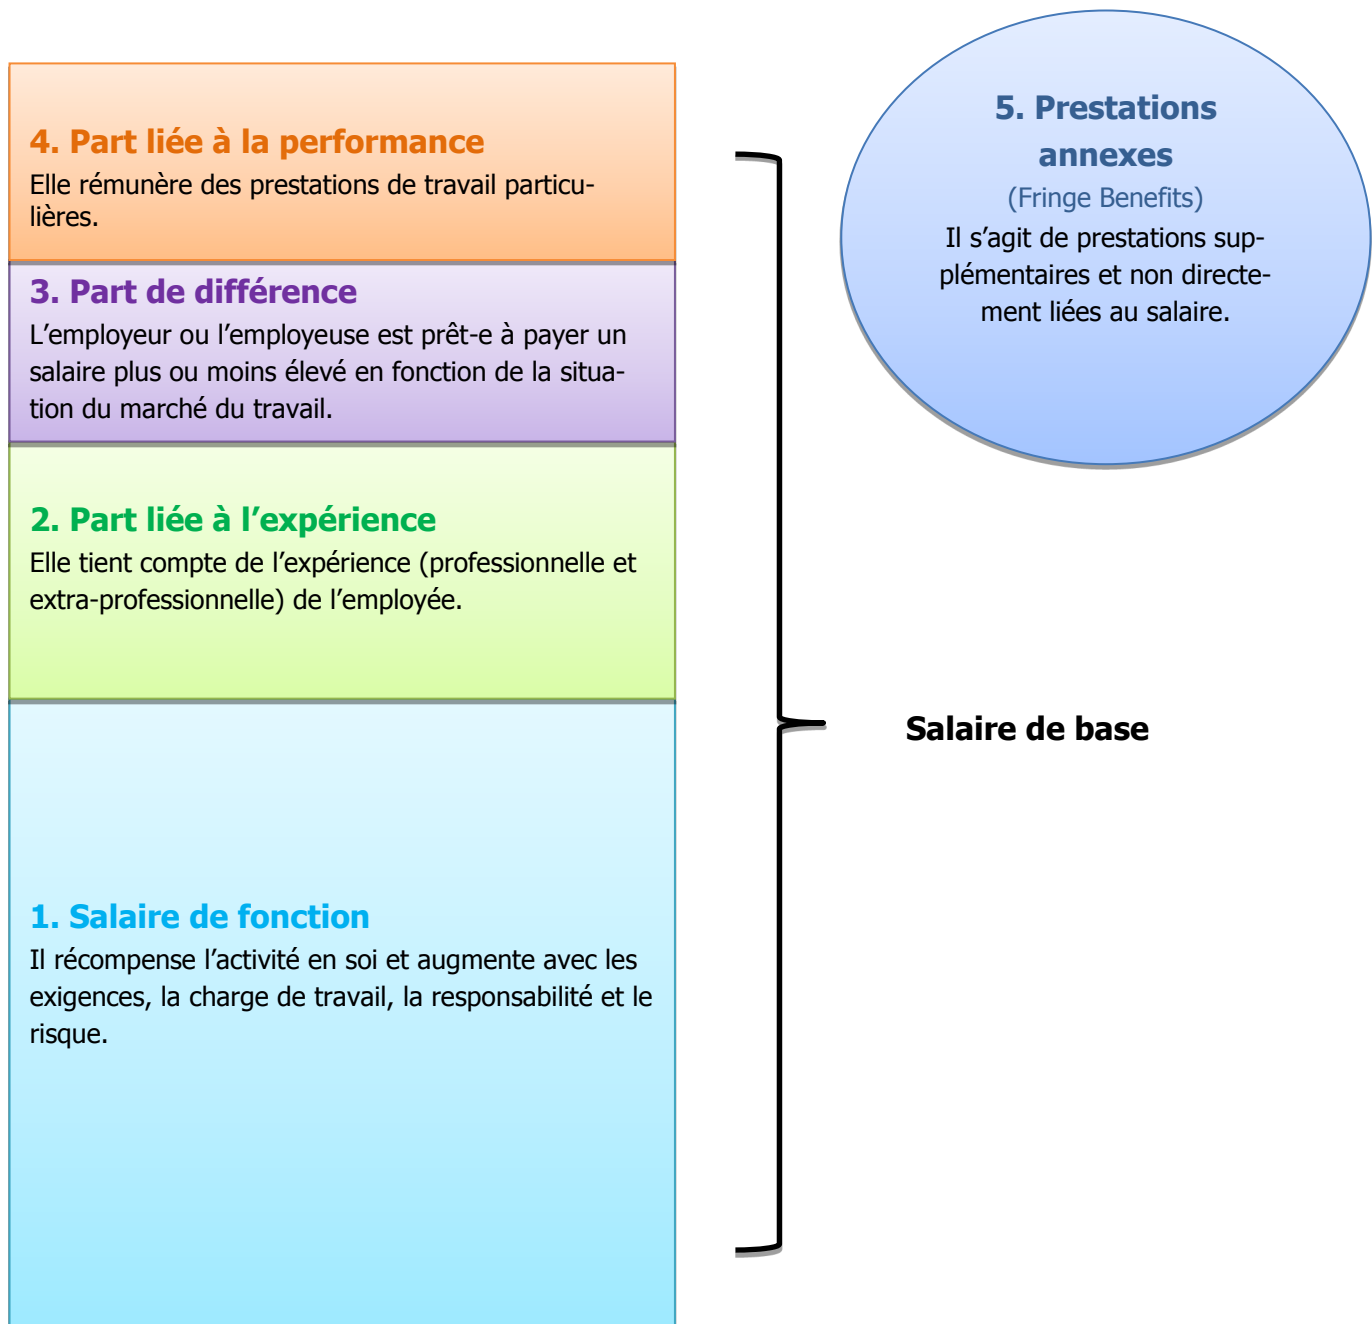 4. Part liée à la performance
Elle rémunère des prestations de travail particu-
lières.
3. Part de différence
L’employeur ou l’employeuse est prêt-e à payer un
salaire plus ou moins élevé en fonction de la situa-
tion du marché du travail.
2. Part liée à l’expérience
Elle tient compte de l’expérience (professionnelle et
extra-professionnelle) de l’employée.
1. Salaire de fonction
Il récompense l’activité en soi et augmente avec les
exigences, la charge de travail, la responsabilité et le
risque.
5. Prestations
annexes
(Fringe Benefits)
Il s’agit de prestations sup-
plémentaires et non directe-
ment liées au salaire.
Salaire de base